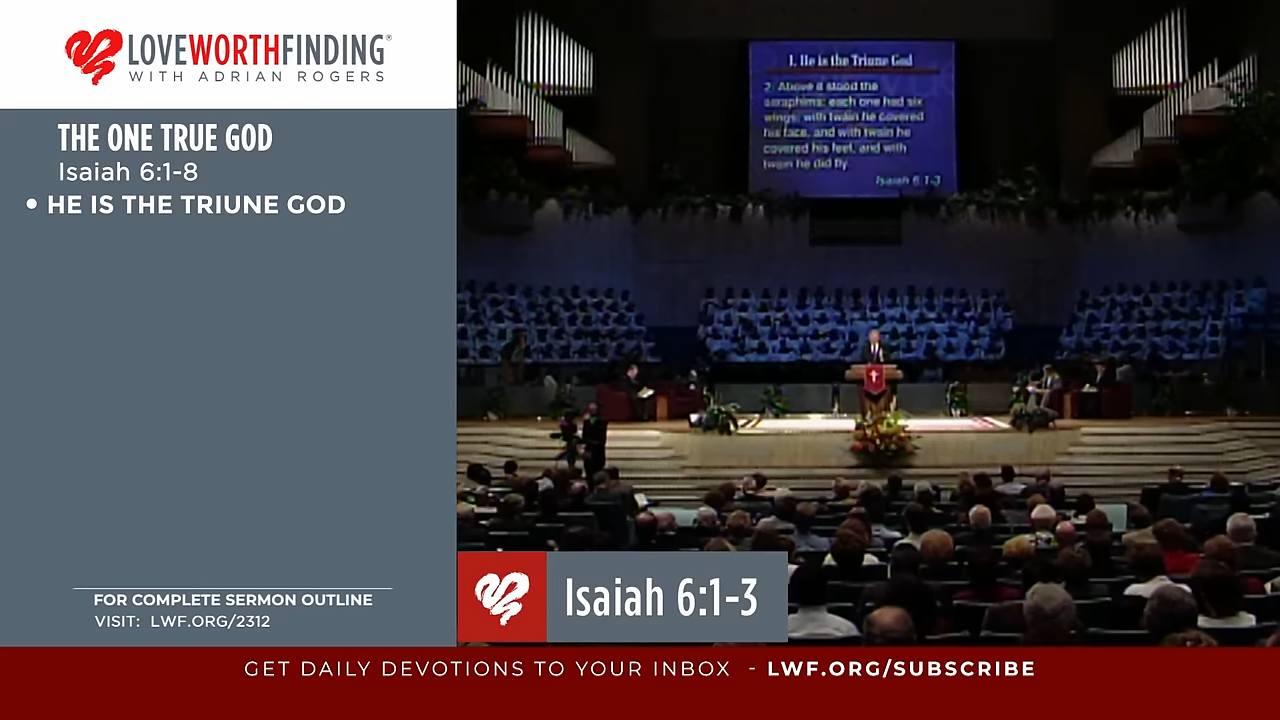 LOVEWORTHFINDING®
WITH ADRIAN ROGERS
THE ONE TRUE GOD
Isaiah 6:1-8
• HE IS THE TRIUNE GOD
FOR COMPLETE SERMON OUTLINE
VISIT: LWF.ORG/2312
I. He is the Triune God
2 Above it stood the
seraphims: each one had six
wings; with twain he covered
his face, and with twain he
covered his feet, and with
twain he did fly.
Isaiah 6:1-3
Isaiah 6:1-3
GET DAILY DEVOTIONS TO YOUR INBOX - LWF.ORG/SUBSCRIBE